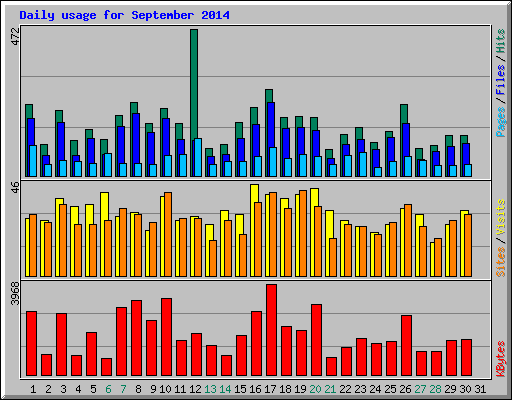 Daily usage for September 2014
472
Pages / Files / Hits
46
Sites / Visits
3968
KBytes
1 2 3 4 5 6 7 8 9 10 11 12 13 14 15 16 17 18 19 20 21 22 23 24 25 26 27 28 29 30 31